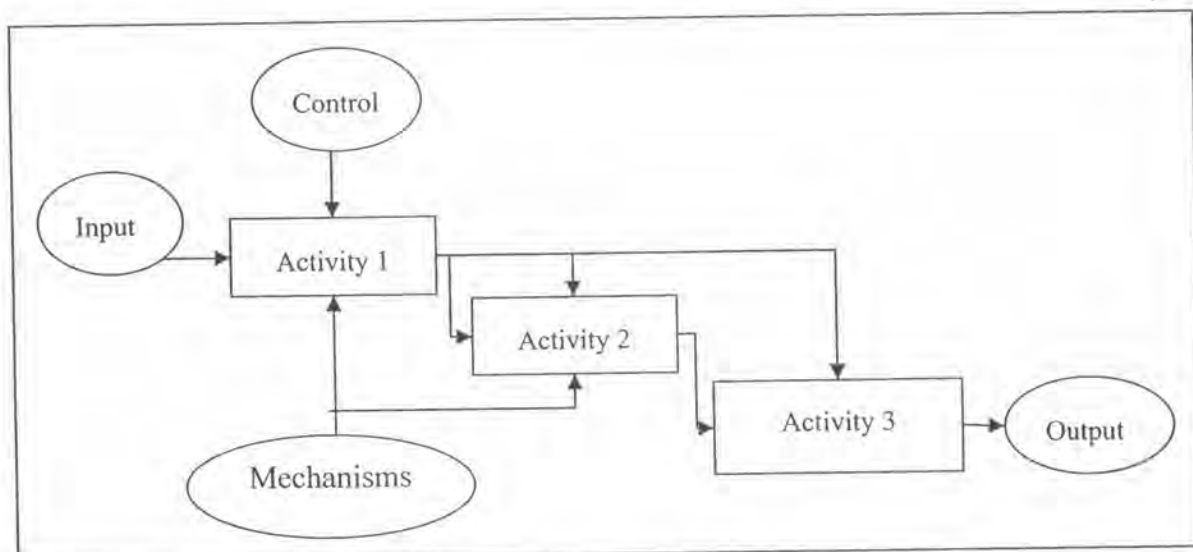 Control
Input
Activity 1
Activity 2
Activity 3
Output
Mechanisms